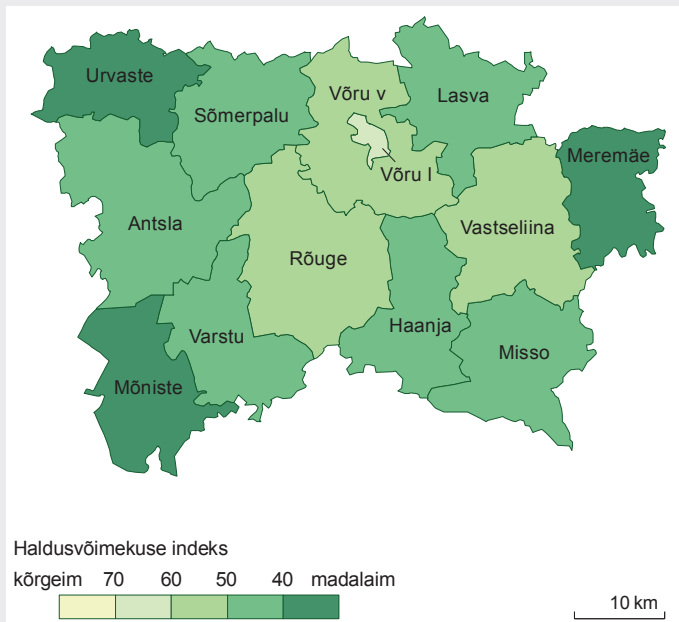 Urvaste
Sõmerpalu
Võru v
Lasva
Meremäe
Võru l
Antsla
Vastseliina
Rõuge
Haanja
Varstu
Misso
Mõniste
Haldusvõimekuse indeks
kõrgeim 70 60 50 40 madalaim
10 km